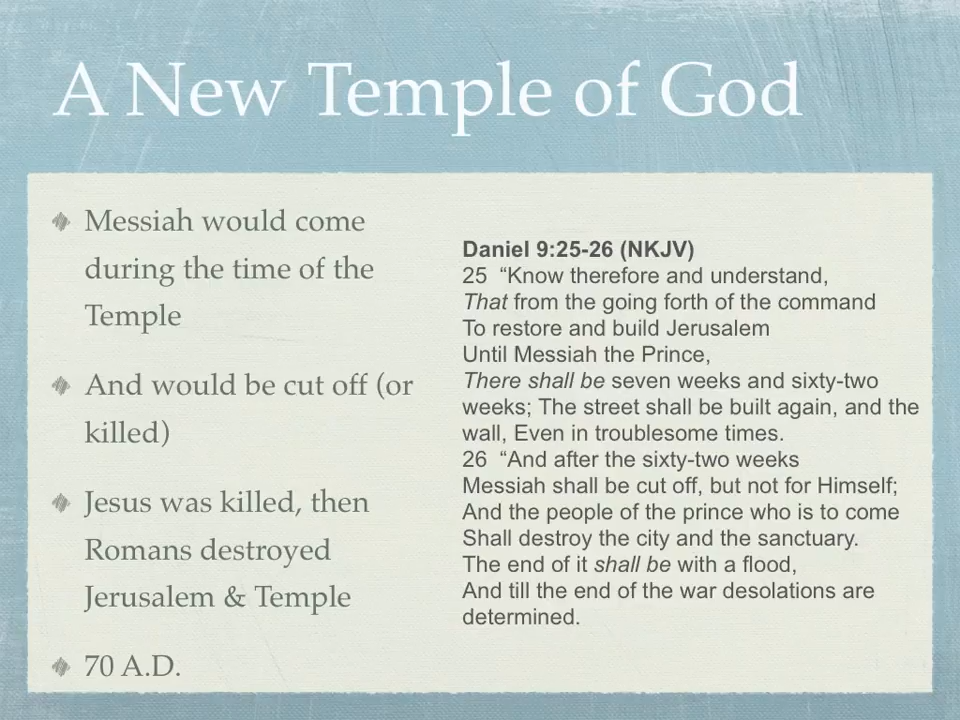 A New Temple of God
Messiah would come
during the time of the
Temple
And would be cut off (or
killed)
Jesus was killed, then
Romans destroyed
Jerusalem & Temple
70 A.D.
Daniel 9:25-26 (NKJV)
25 “Know therefore and understand,
That from the going forth of the command
To restore and build Jerusalem
Until Messiah the Prince,
There shall be seven weeks and sixty-two
weeks; The street shall be built again, and the
wall, Even in troublesome times.
26 “And after the sixty-two weeks
Messiah shall be cut off, but not for Himself;
And the people of the prince who is to come
Shall destroy the city and the sanctuary.
The end of it shall be with a flood,
And till the end of the war desolations are
determined.